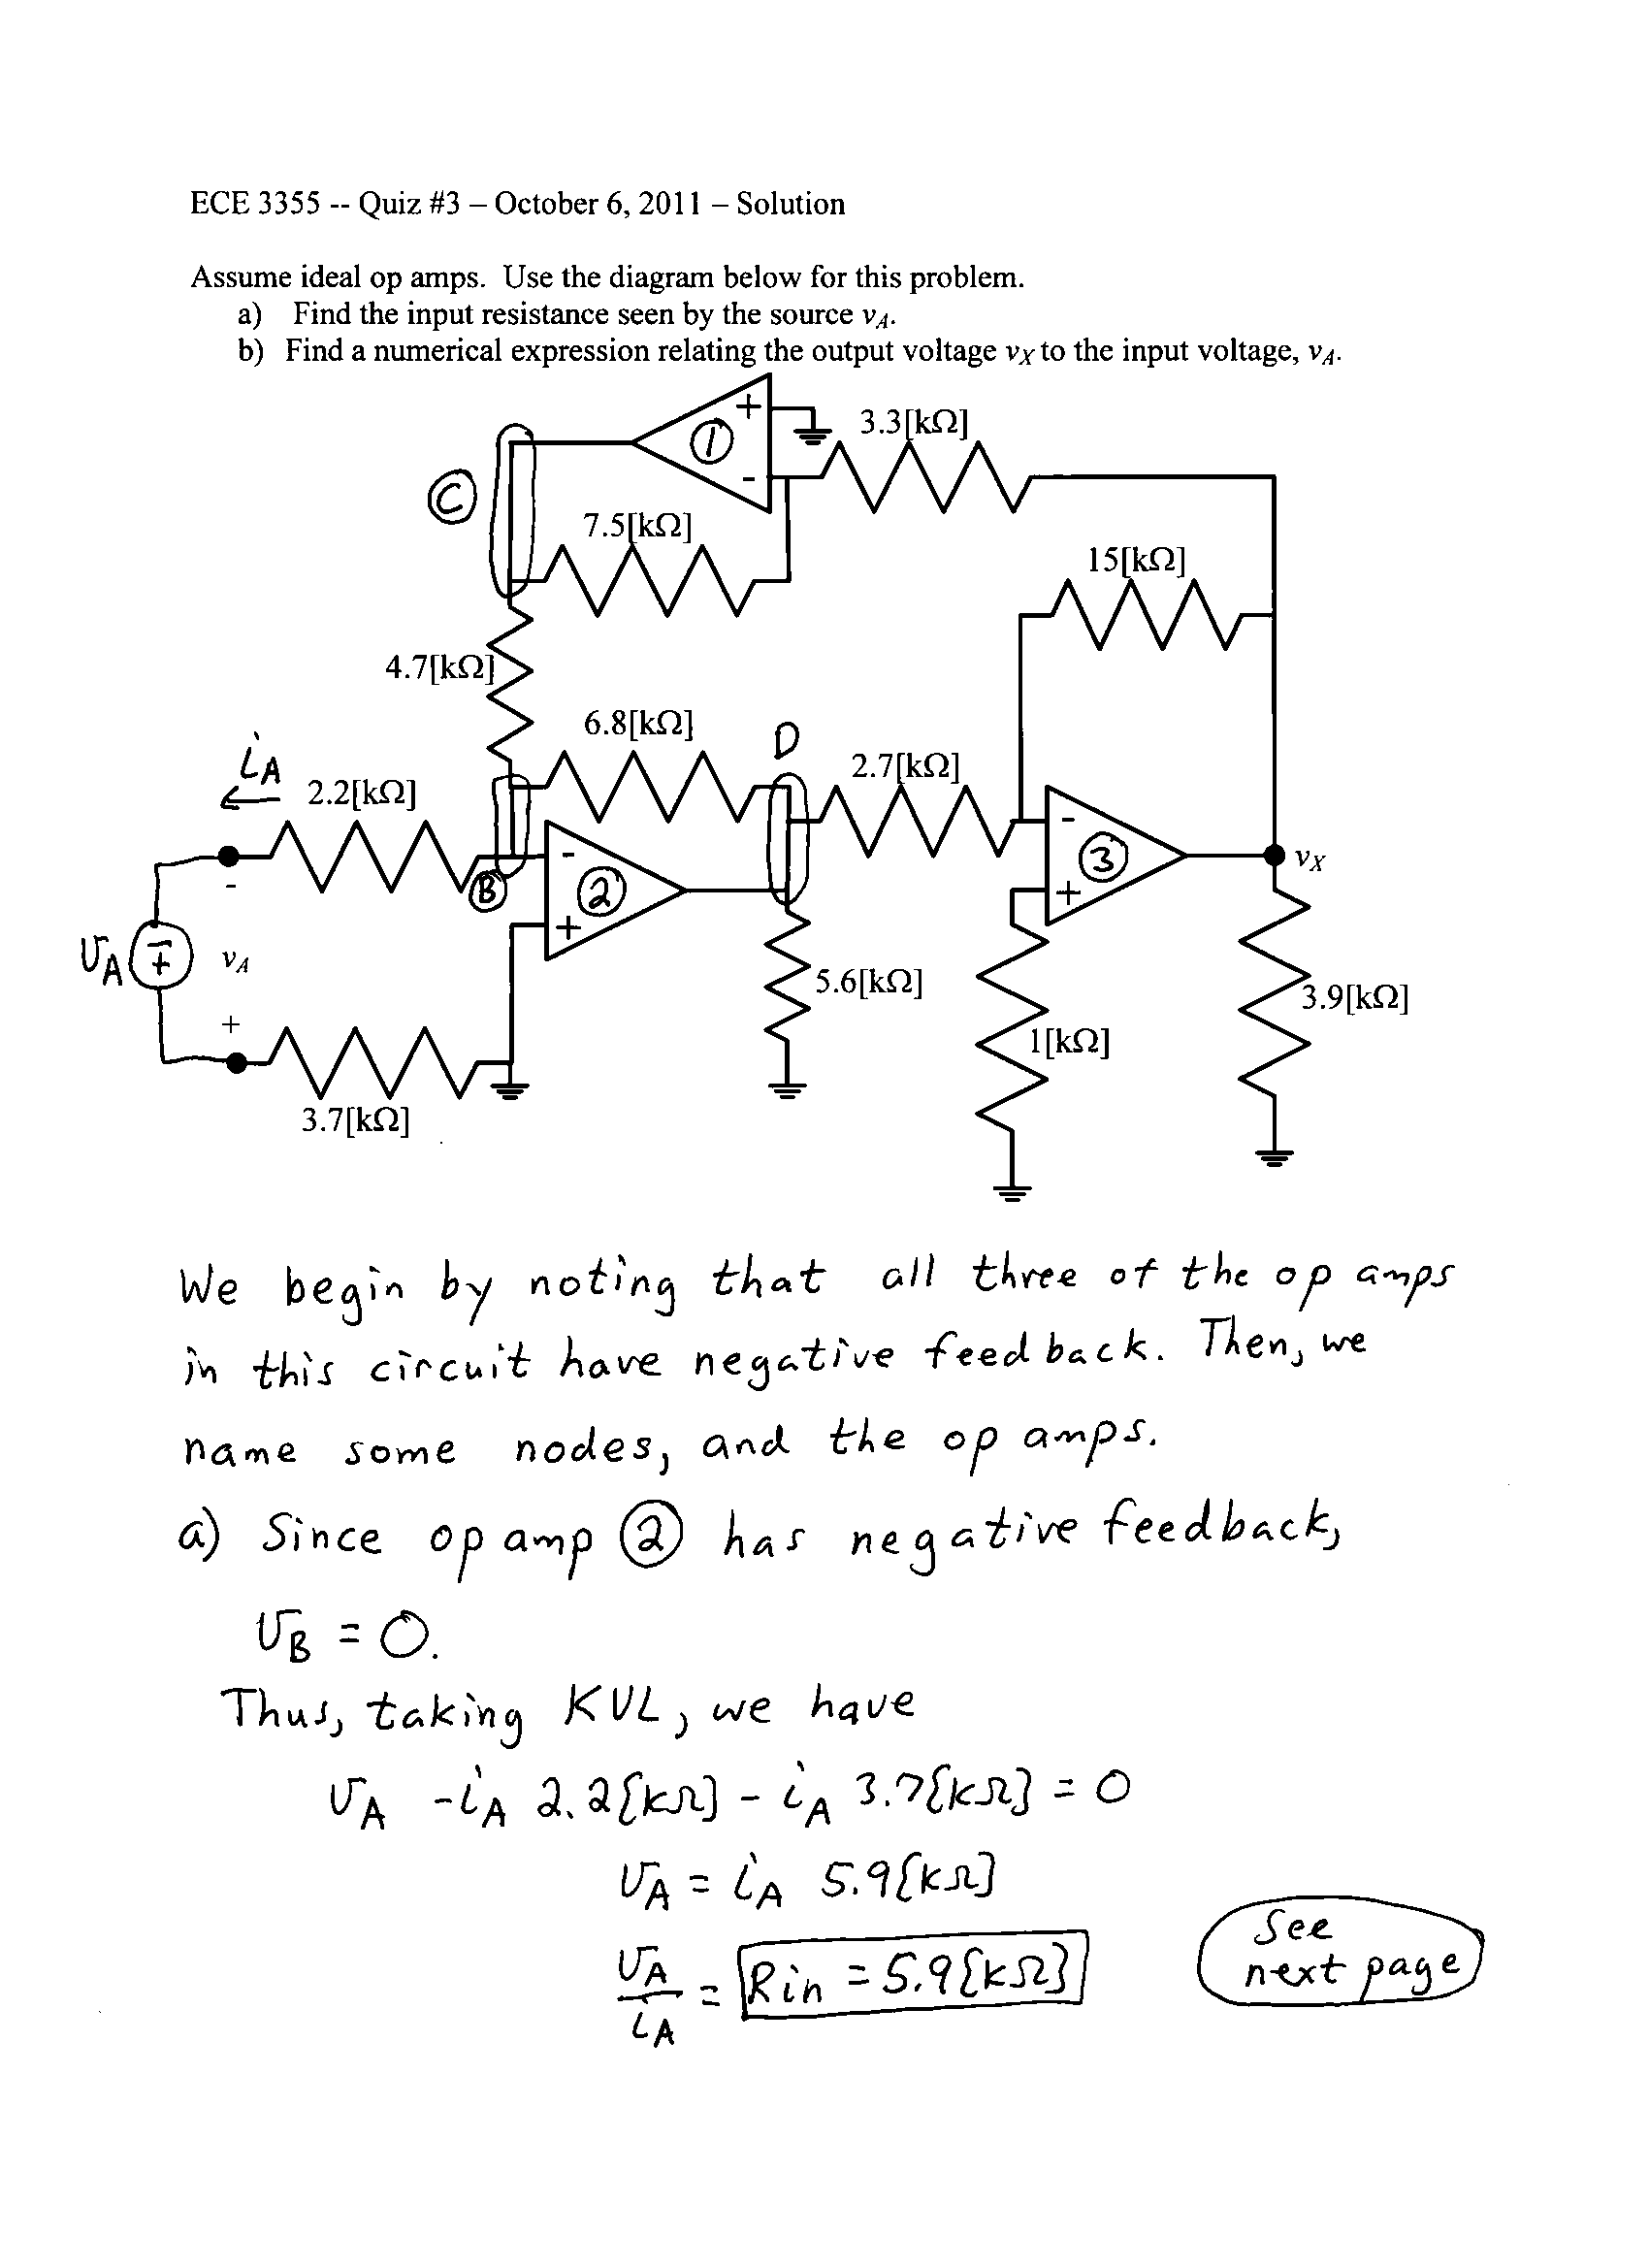 ECE 3355 -- Quiz #3 – October 6, 2011 – Solution
Assume ideal op amps. Use the diagram below for this problem.
a) Find the input resistance seen by the source vA.
b) Find a numerical expression relating the output voltage vX to the input voltage, vA.
+
1
-
3.3[kΩ]
C
7.5[kΩ]
15[kΩ]
4.7[kΩ]
6.8[kΩ]
D
iA
2.2[kΩ]
2.7[kΩ]
-
B
-
2
+
-
3
+
vX
vA
-
+
vA
5.6[kΩ]
3.9[kΩ]
+
1[kΩ]
3.7[kΩ]
We begin by noting that all three of the op amps
in this circuit have negative feedback. Then, we
name some nodes, and the op amps.
a) Since op amp 2 has negative feedback,
vB = 0.
Thus, taking KVL, we have
vA - iA 2.2[kΩ] - iA 3.7[kΩ] = 0
vA = iA 5.9[kΩ]
vA/iA = Rin = 5.9[kΩ]
See
next page